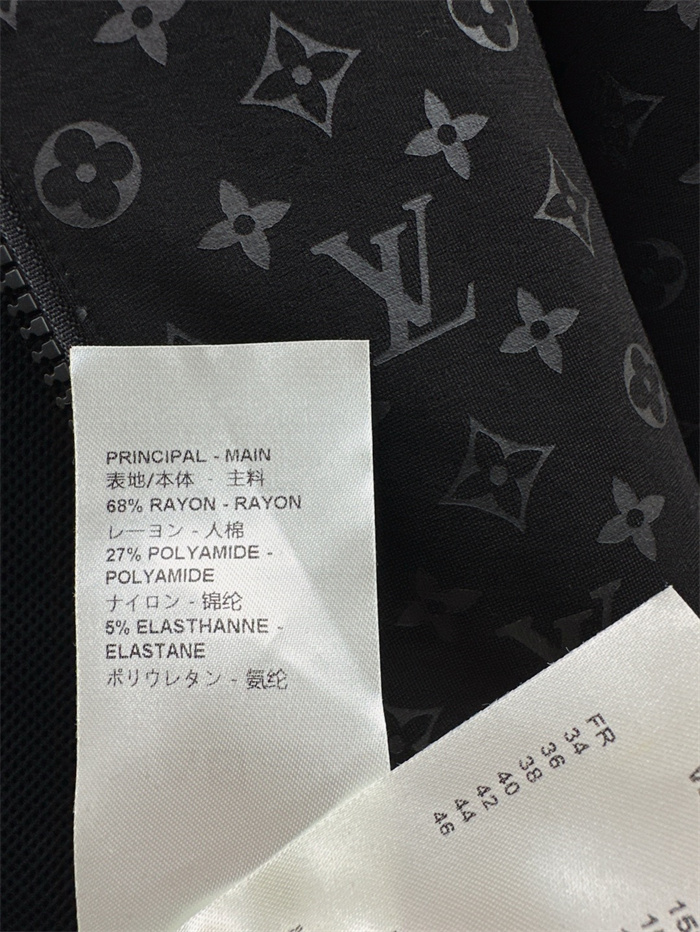 LV
PRINCIPAL - MAIN
表地/本体 - 主料
68% RAYON - RAYON
レーヨン - 人棉
27% POLYAMIDE -
POLYAMIDE
ナイロン - 锦纶
5% ELASTHANNE -
ELASTANE
ポリウレタン - 氨纶
FR
34
36
38
40
42
44
46